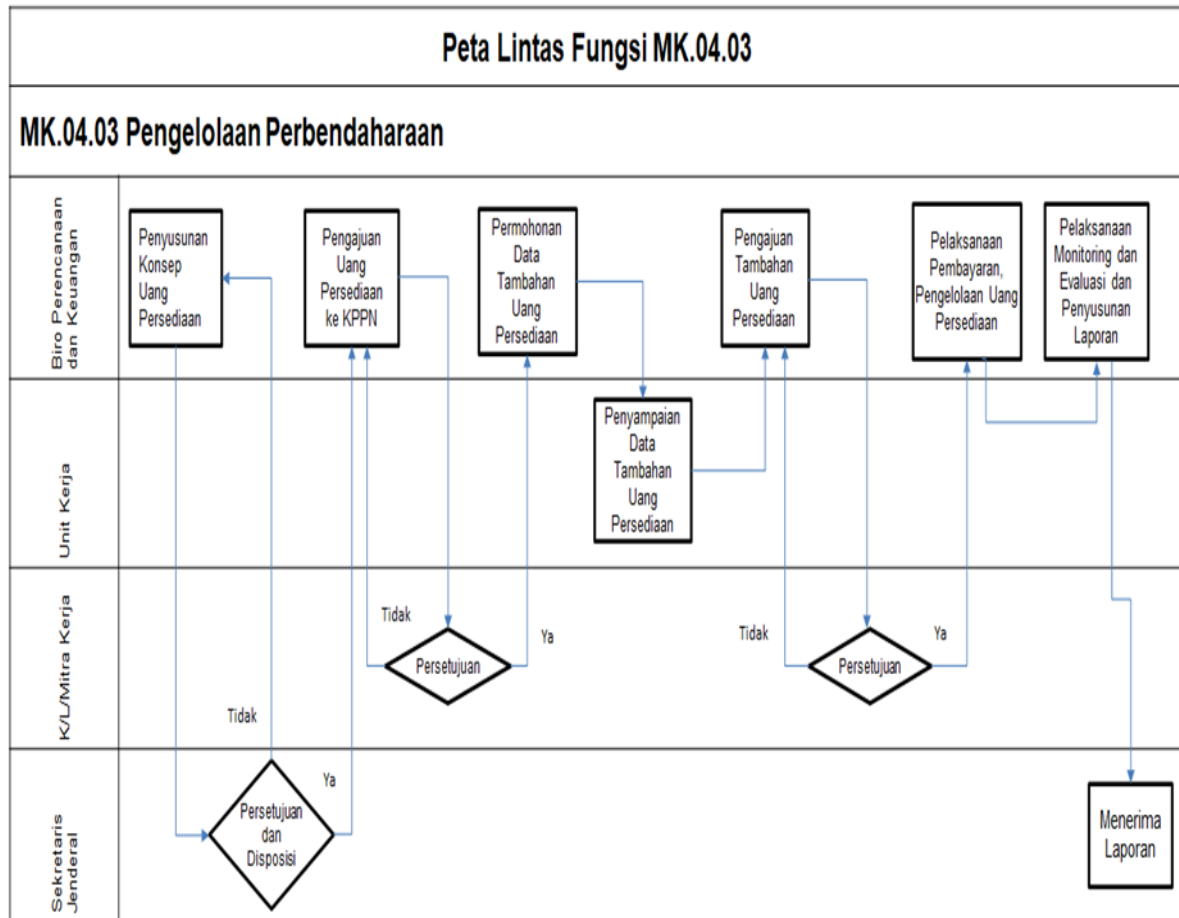 Peta Lintas Fungsi MK.04.03
MK.04.03 Pengelolaan Perbendaharaan
Biro Perencanaan
dan Keuangan
Penyusunan
Konsep
Uang
Persediaan
Pengajuan
Uang
Persediaan
ke KPPN
Permohonan
Data
Tambahan
Uang
Persediaan
Pengajuan
Tambahan
Uang
Persediaan
Pelaksanaan
Pembayaran,
Pengelolaan Uang
Persediaan
Pelaksanaan
Monitoring dan
Evaluasi dan
Penyusunan
Laporan
Unit Kerja
Penyampaian
Data
Tambahan
Uang
Persediaan
K/L/Mitra Kerja
Tidak
Tidak
Persetujuan
Ya
Tidak
Persetujuan
Ya
Sekretaris
Jenderal
Persetujuan
dan
Disposisi
Ya
Menerima
Laporan